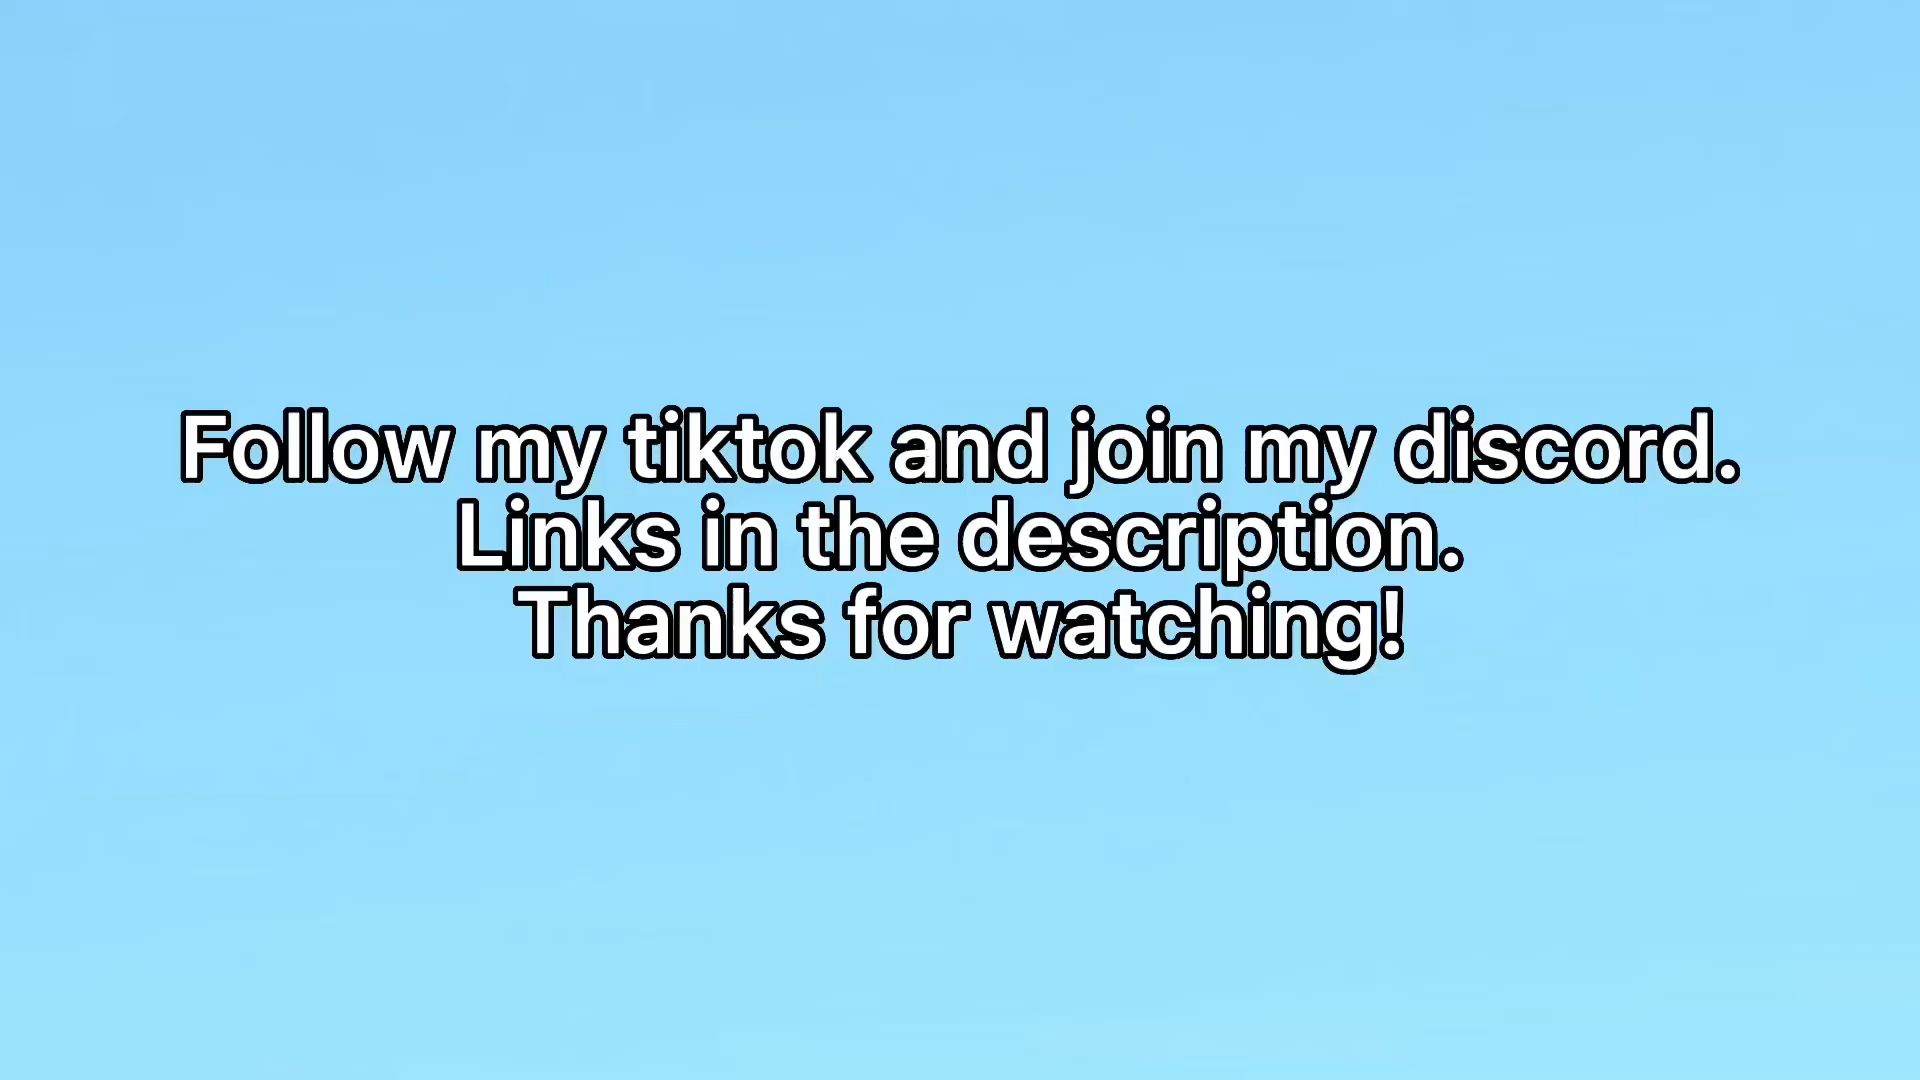 Follow my tiktok and join my discord.
Links in the description.
Thanks for watching!